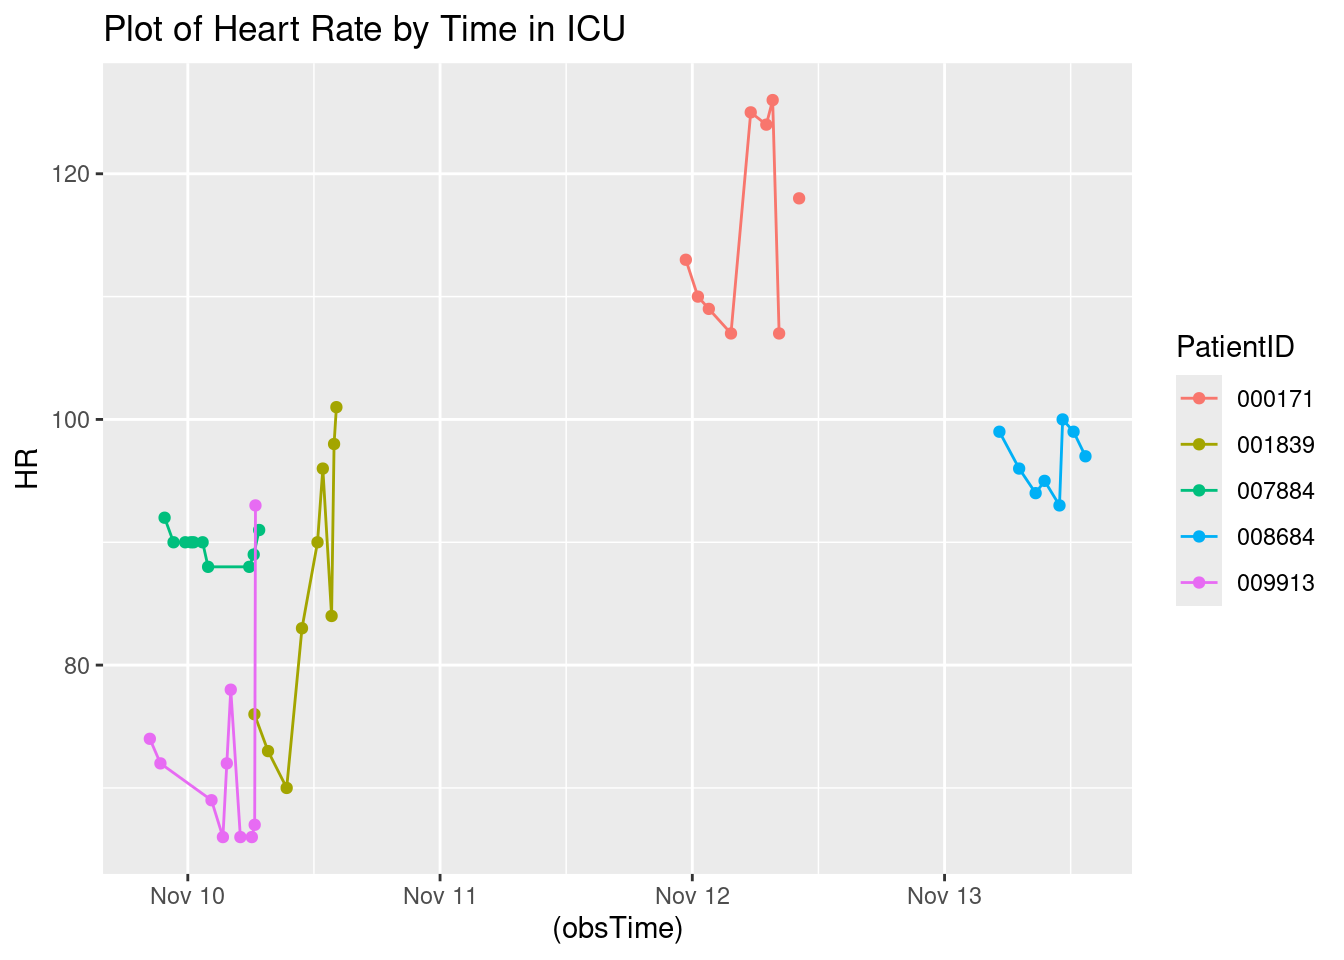 Plot of Heart Rate by Time in ICU
120
100
80
HR
Nov 10
Nov 11
Nov 12
Nov 13
(obsTime)
PatientID
000171
001839
007884
008684
009913